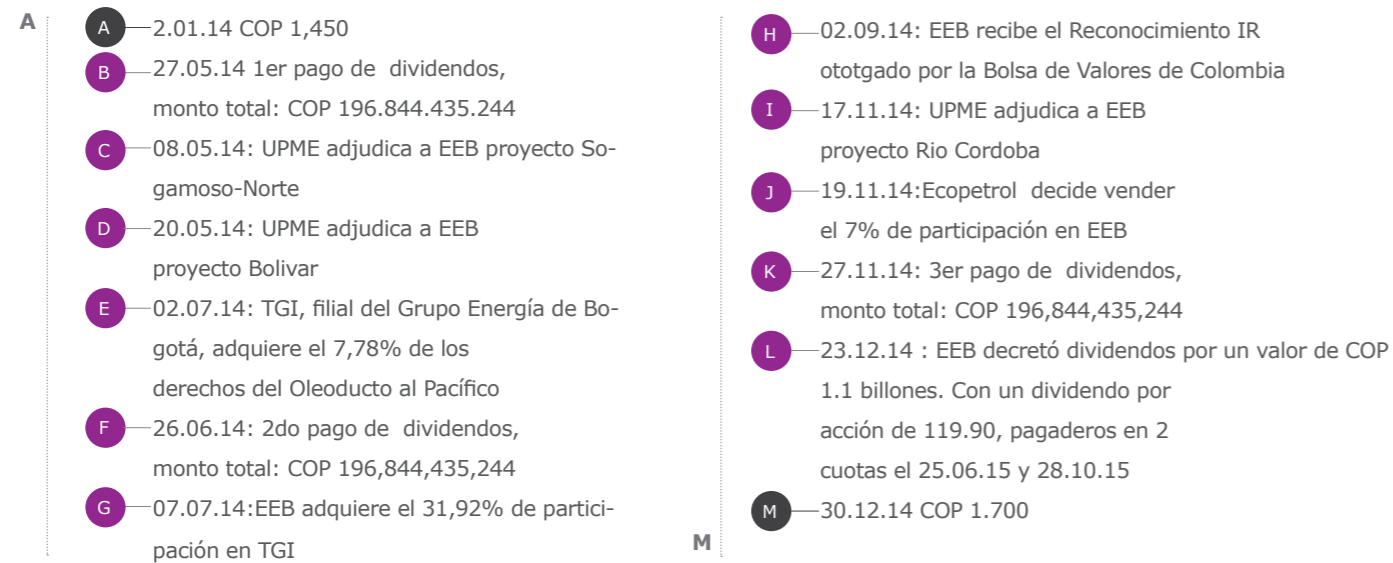 A
A 2.01.14 COP 1,450
B 27.05.14 1er pago de dividendos,
monto total: COP 196.844.435.244
C 08.05.14: UPME adjudica a EEB proyecto So-
gamoso-Norte
D 20.05.14: UPME adjudica a EEB
proyecto Bolivar
E 02.07.14: TGI, filial del Grupo Energía de Bo-
gotá, adquiere el 7,78% de los
derechos del Oleoducto al Pacífico
F 26.06.14: 2do pago de dividendos,
monto total: COP 196,844,435,244
G 07.07.14:EEB adquiere el 31,92% de partici-
pación en TGI
H 02.09.14: EEB recibe el Reconocimiento IR
ototgado por la Bolsa de Valores de Colombia
I 17.11.14: UPME adjudica a EEB
proyecto Rio Cordoba
J 19.11.14:Ecopetrol decide vender
el 7% de participación en EEB
K 27.11.14: 3er pago de dividendos,
monto total: COP 196,844,435,244
L 23.12.14 : EEB decretó dividendos por un valor de COP
1.1 billones. Con un dividendo por
acción de 119.90, pagaderos en 2
cuotas el 25.06.15 y 28.10.15
M 30.12.14 COP 1.700
M